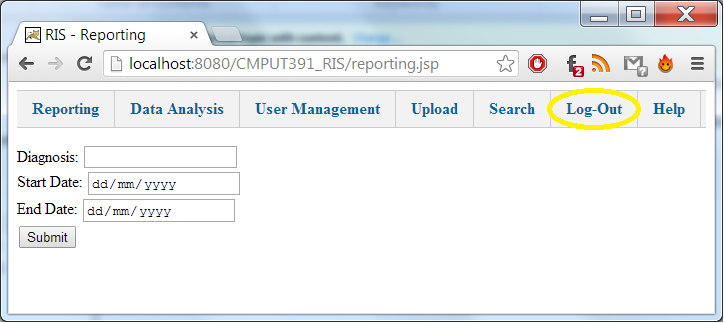 RIS - Reporting
localhost:8080/CMPUT391_RIS/reporting.jsp
2
?
Reporting Data Analysis User Management Upload Search Log-Out Help
Diagnosis:
Start Date: dd/mm/yyyy
End Date: dd/mm/yyyy
Submit